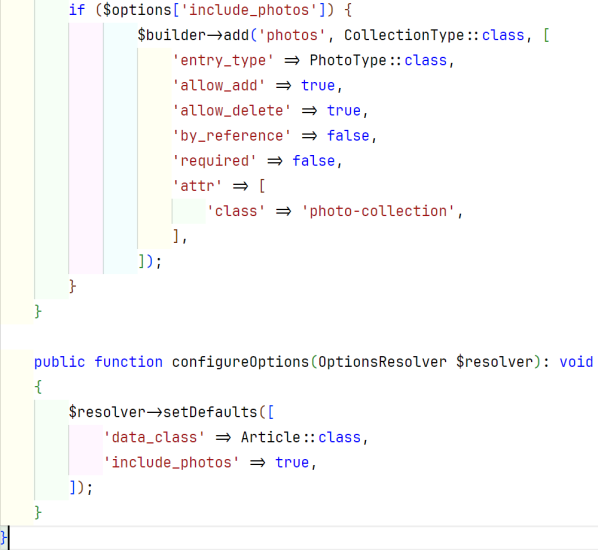 if ($options['include_photos']) {
$builder->add('photos', CollectionType::class, [
'entry_type' => PhotoType::class,
'allow_add' => true,
'allow_delete' => true,
'by_reference' => false,
'required' => false,
'attr' => [
'class' => 'photo-collection',
],
]);
}
}
public function configureOptions(OptionsResolver $resolver): void
{
$resolver->setDefaults([
'data_class' => Article::class,
'include_photos' => true,
]);
}
}